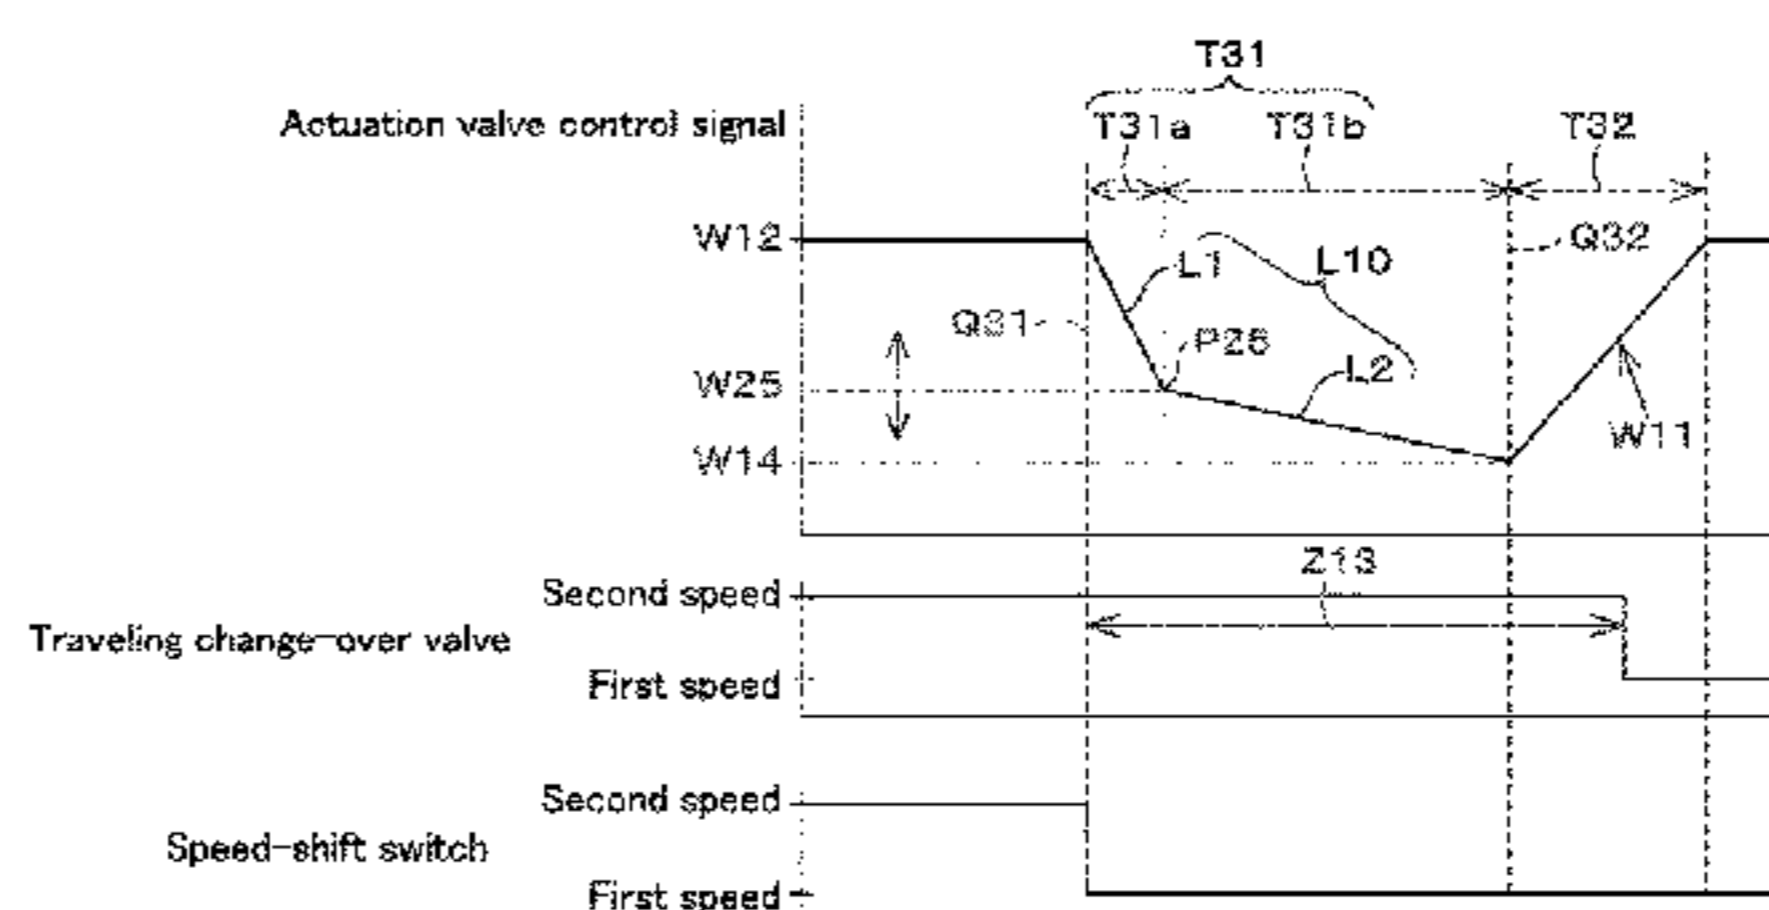 T31
Actuation valve control signal
T31a T31b T32
W12
Q32
L1 L10
Q31
P25
W25
L2
W11
W14
Z13
Second speed
Traveling change-over valve
First speed
Second speed
Speed-shift switch
First speed